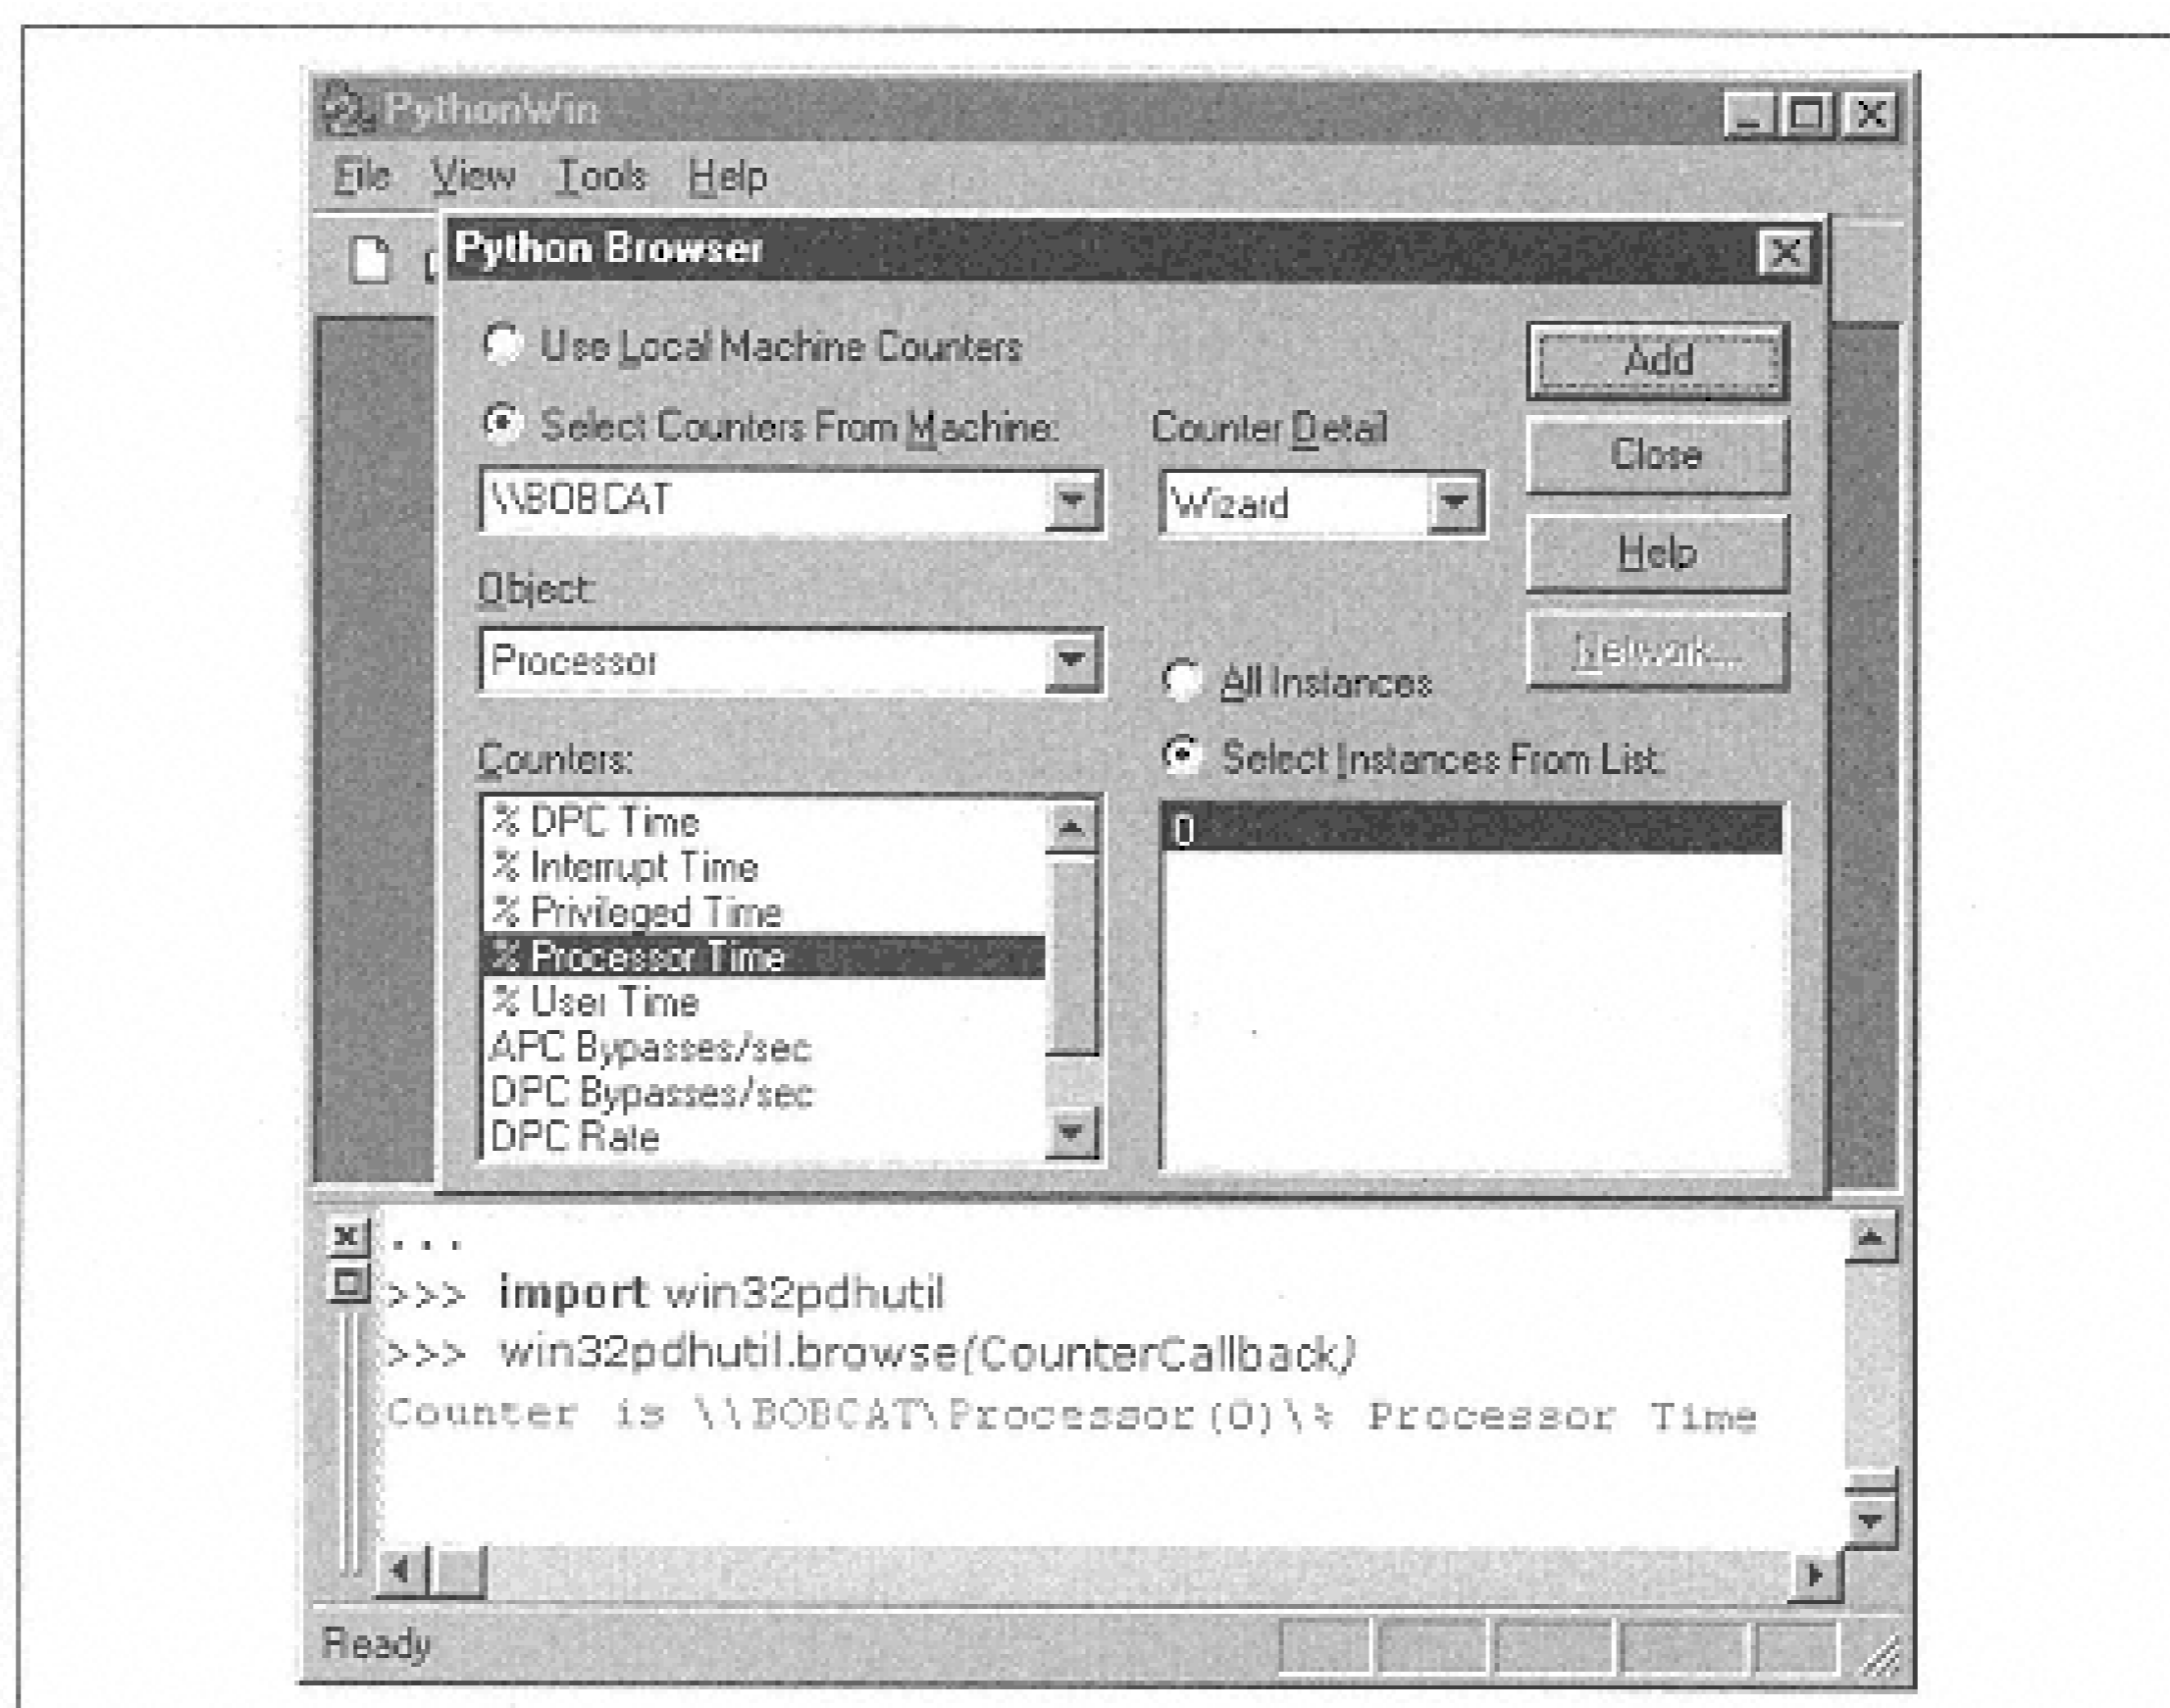 PythonWin
File View Tools Help
Python Browser
Use Local Machine Counters
Add
Select Counters From Machine:
Counter Detail
Close
\\BOBCAT
Wizard
Help
Object:
Processor
Network...
All Instances
Counters:
Select Instances From List:
% DPC Time
% Interrupt Time
% Privileged Time
% Processor Time
% User Time
APC Bypasses/sec
DPC Bypasses/sec
DPC Rate
0
...
>>> import win32pdhutil
>>> win32pdhutil.browse(CounterCallback)
Counter is \\BOBCAT\Processor(0)\% Processor Time
Ready